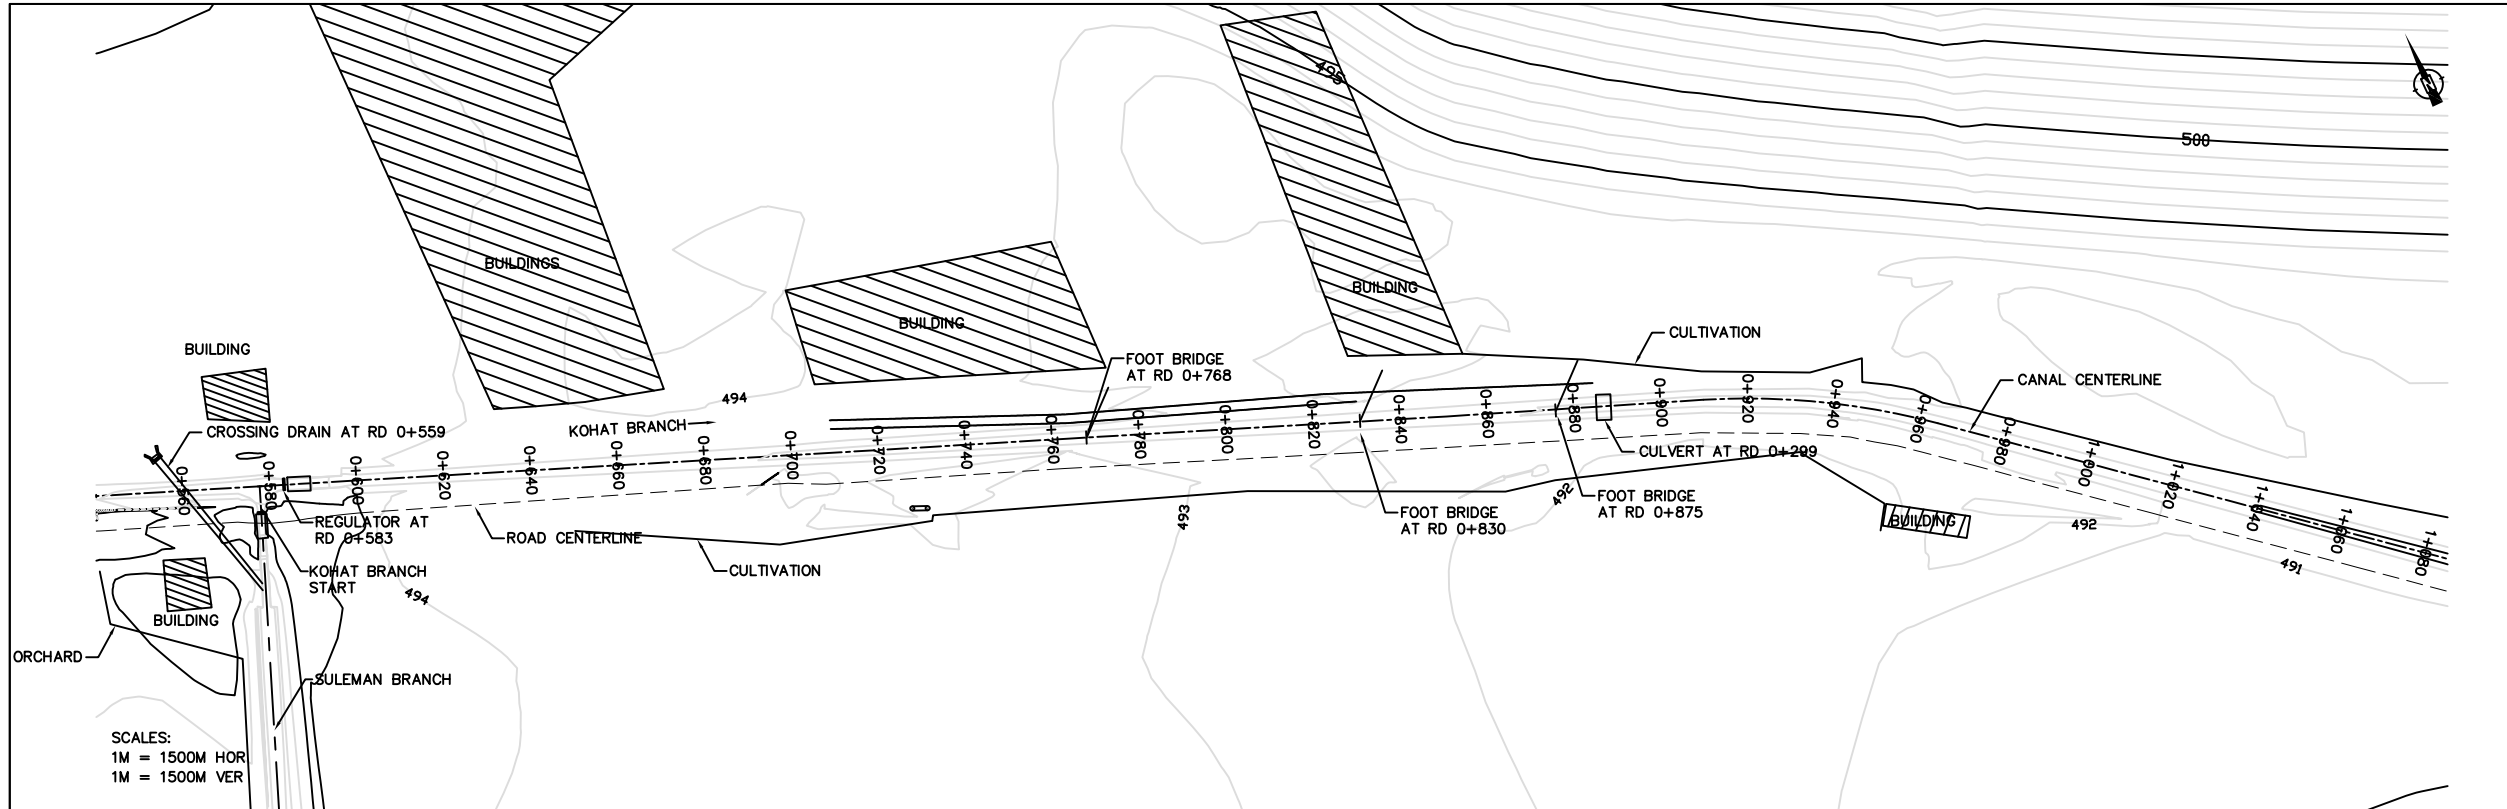 495
500
BUILDINGS
BUILDING
BUILDING
BUILDING
CULTIVATION
FOOT BRIDGE
AT RD 0+768
CANAL CENTERLINE
494
KOHAT BRANCH
CROSSING DRAIN AT RD 0+559
0+560
0+580
0+600
0+620
0+640
0+660
0+680
0+700
0+720
0+740
0+760
0+780
0+800
0+820
0+840
0+860
0+880
0+900
0+920
0+940
0+960
0+980
1+000
1+020
1+040
1+060
1+080
CULVERT AT RD 0+299
REGULATOR AT
RD 0+583
ROAD CENTERLINE
493
FOOT BRIDGE
AT RD 0+830
492
FOOT BRIDGE
AT RD 0+875
BUILDING
492
491
KOHAT BRANCH
START
494
CULTIVATION
BUILDING
ORCHARD
SULEMAN BRANCH
SCALES:
1M = 1500M HOR
1M = 1500M VER